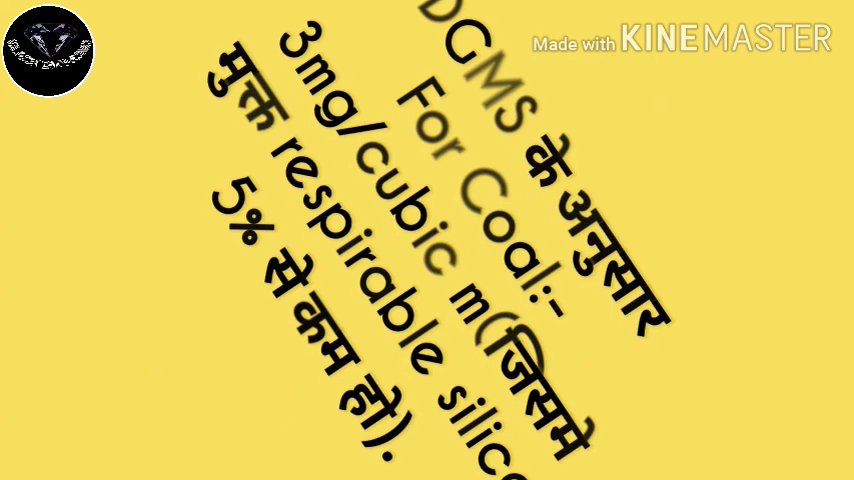 Made with KINEMASTER
DGMS के अनुसार
For Coal:-
3mg/cubic m(जिसमे
मुक्त respirable silica
5% से कम हो).